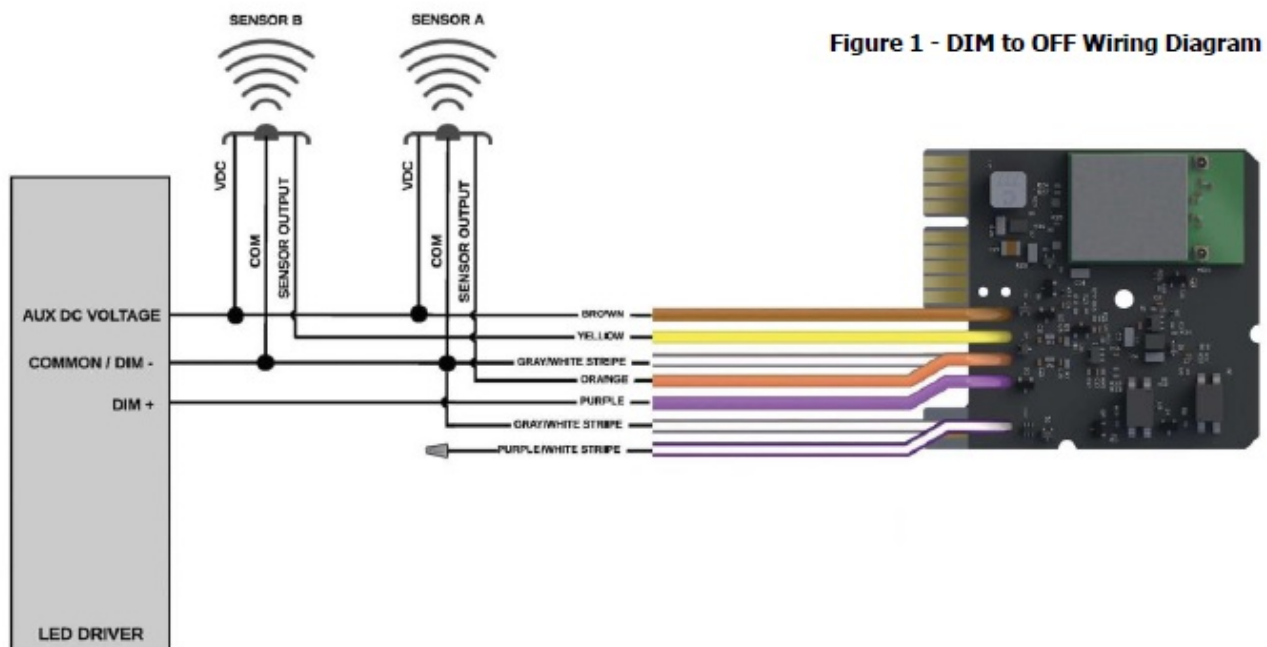 SENSOR B
SENSOR A
Figure 1 - DIM to OFF Wiring Diagram
VDC
COM
SENSOR OUTPUT
VDC
COM
SENSOR OUTPUT
AUX DC VOLTAGE
BROWN
YELLOW
COMMON / DIM -
GRAY/WHITE STRIPE
ORANGE
DIM +
PURPLE
GRAY/WHITE STRIPE
PURPLE/WHITE STRIPE
LED DRIVER